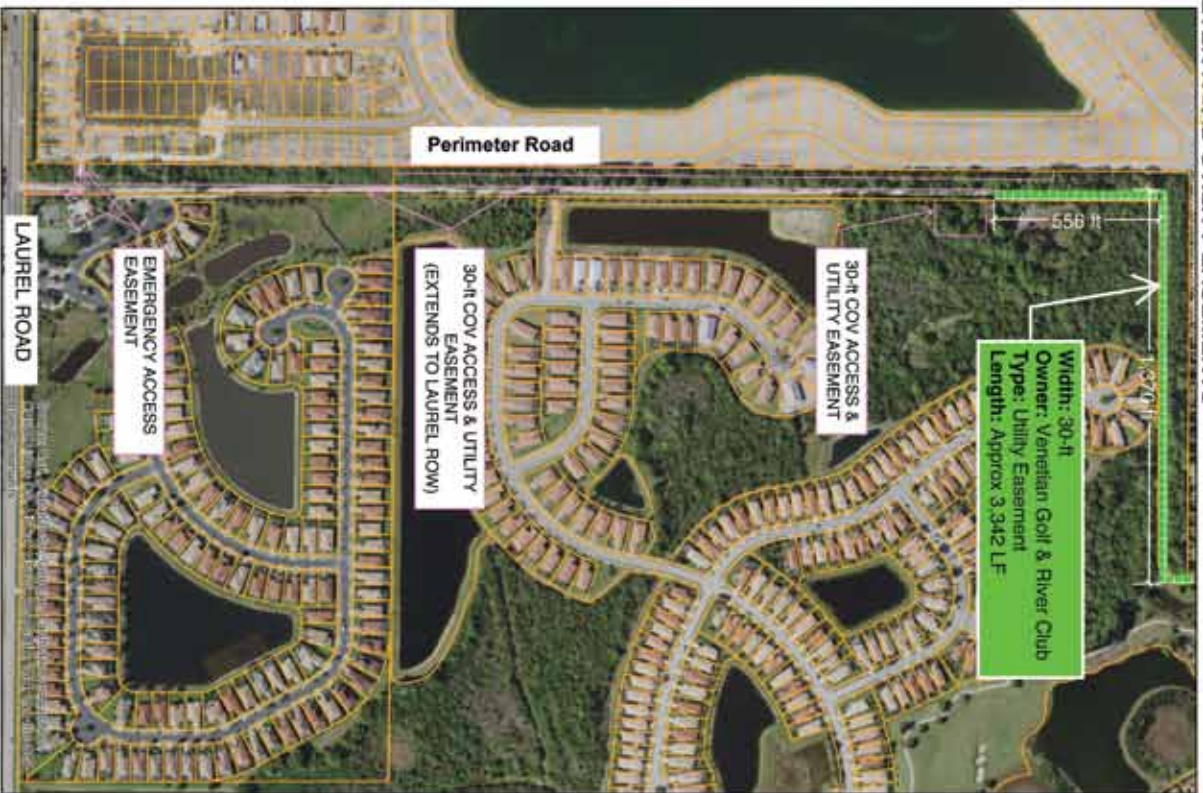 Perimeter Road
LAUREL ROAD
EMERGENCY ACCESS
EASEMENT
30-ft COV ACCESS & UTILITY
EASEMENT
(EXTENDS TO LAUREL ROW)
30-ft COV ACCESS &
UTILITY EASEMENT
556 ft
Width: 30-ft
Owner: Venetian Golf & River Club
Type: Utility Easement
Length: Approx 3,342 LF